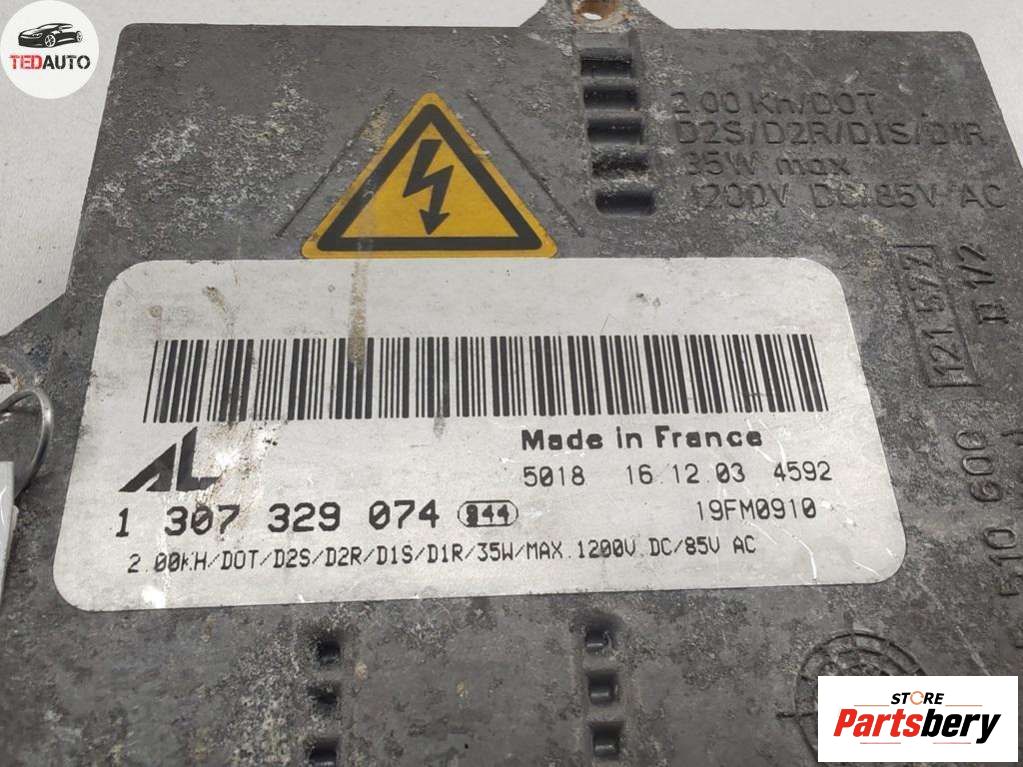 TEDAUTO
2.00 Kh/DOT
D2S/D2R/D1S/D1R
35W max
1200V DC/85V AC
121 577
II 1/2
510 600
AL
Made in France
5018 16.12.03 4592
1 307 329 074 944
19FM0910
2.00KH/DOT/D2S/D2R/D1S/D1R/35W/MAX.1200V.DC/85V AC
STORE
Partsbery